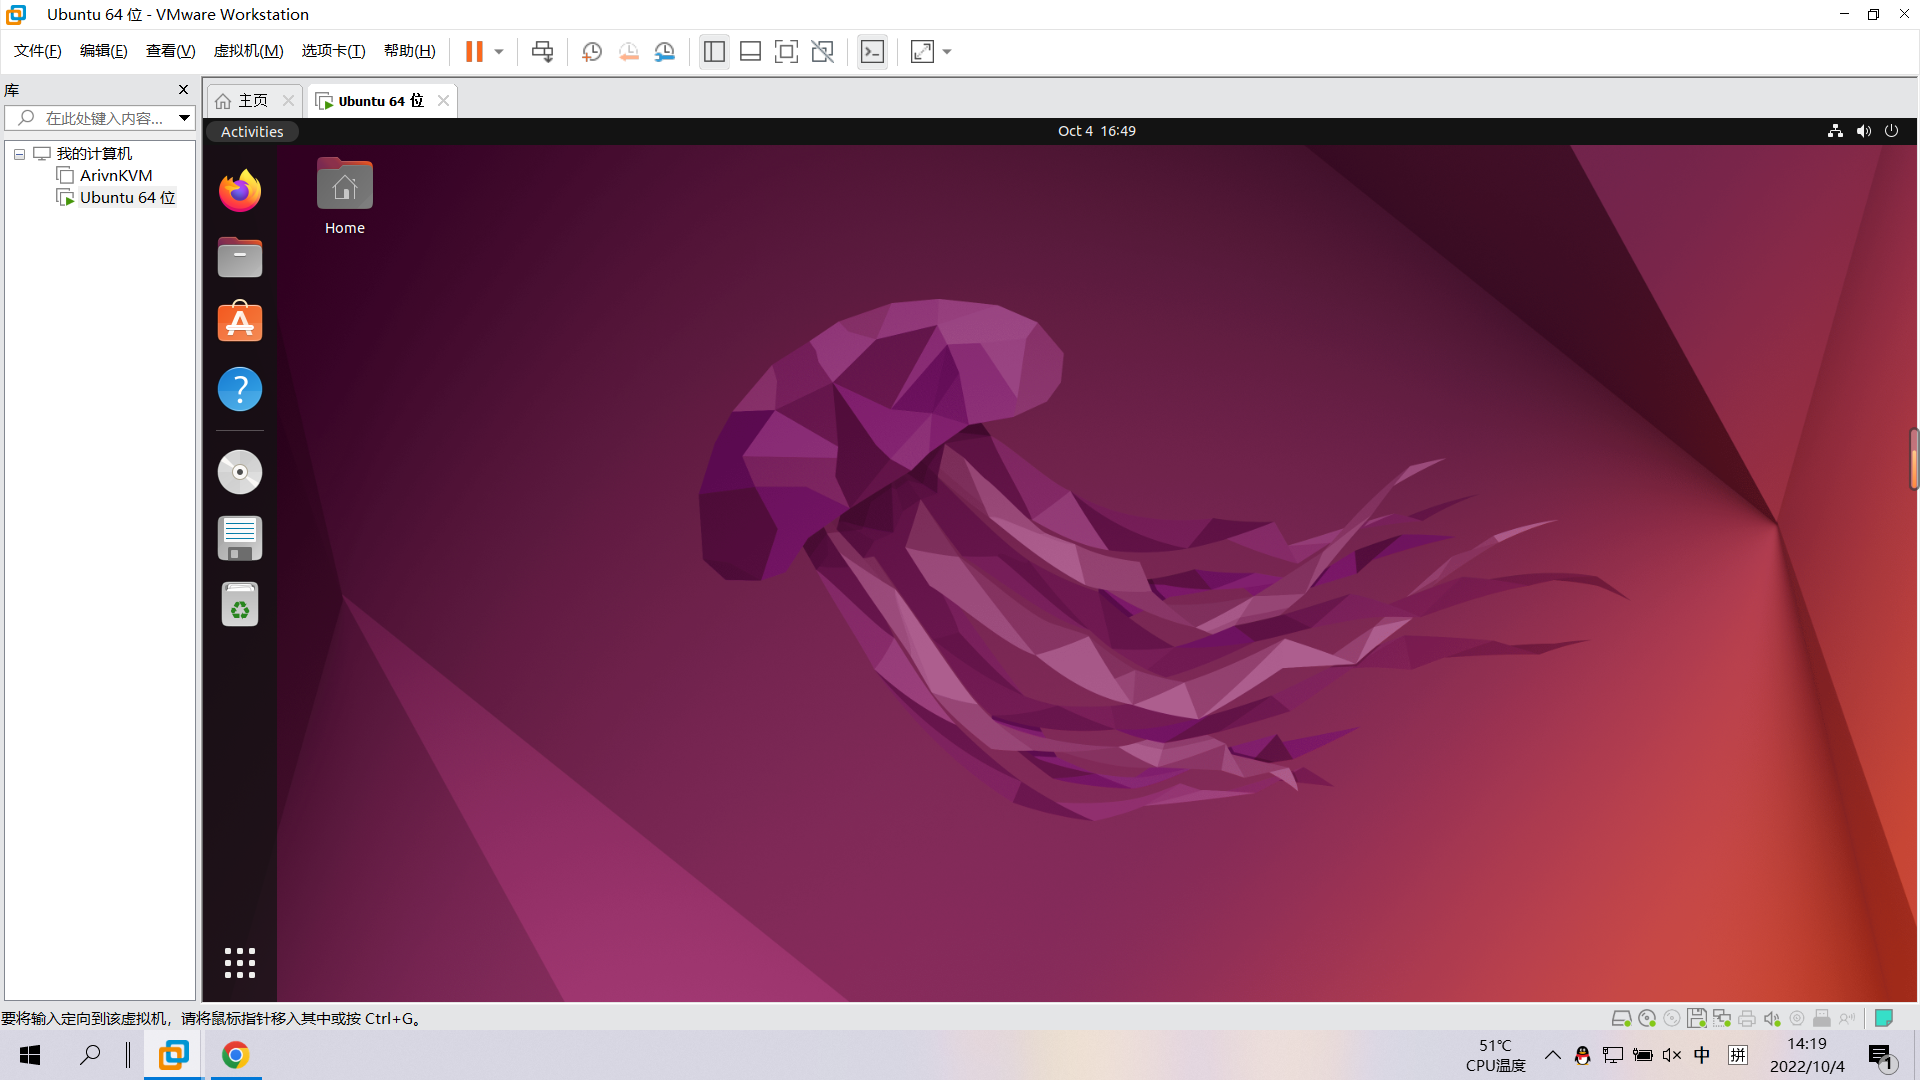 Ubuntu 64 位 - VMware Workstation
文件(F) 编辑(E) 查看(V) 虚拟机(M) 选项卡(T) 帮助(H)
库
在此处键入内容...
主页
Ubuntu 64 位
我的计算机
ArivnKVM
Ubuntu 64 位
Activities
Oct 4 16:49
Home
要将输入定向到该虚拟机，请将鼠标指针移入其中或按 Ctrl+G。
51℃
CPU温度
中
拼
14:19
2022/10/4
1